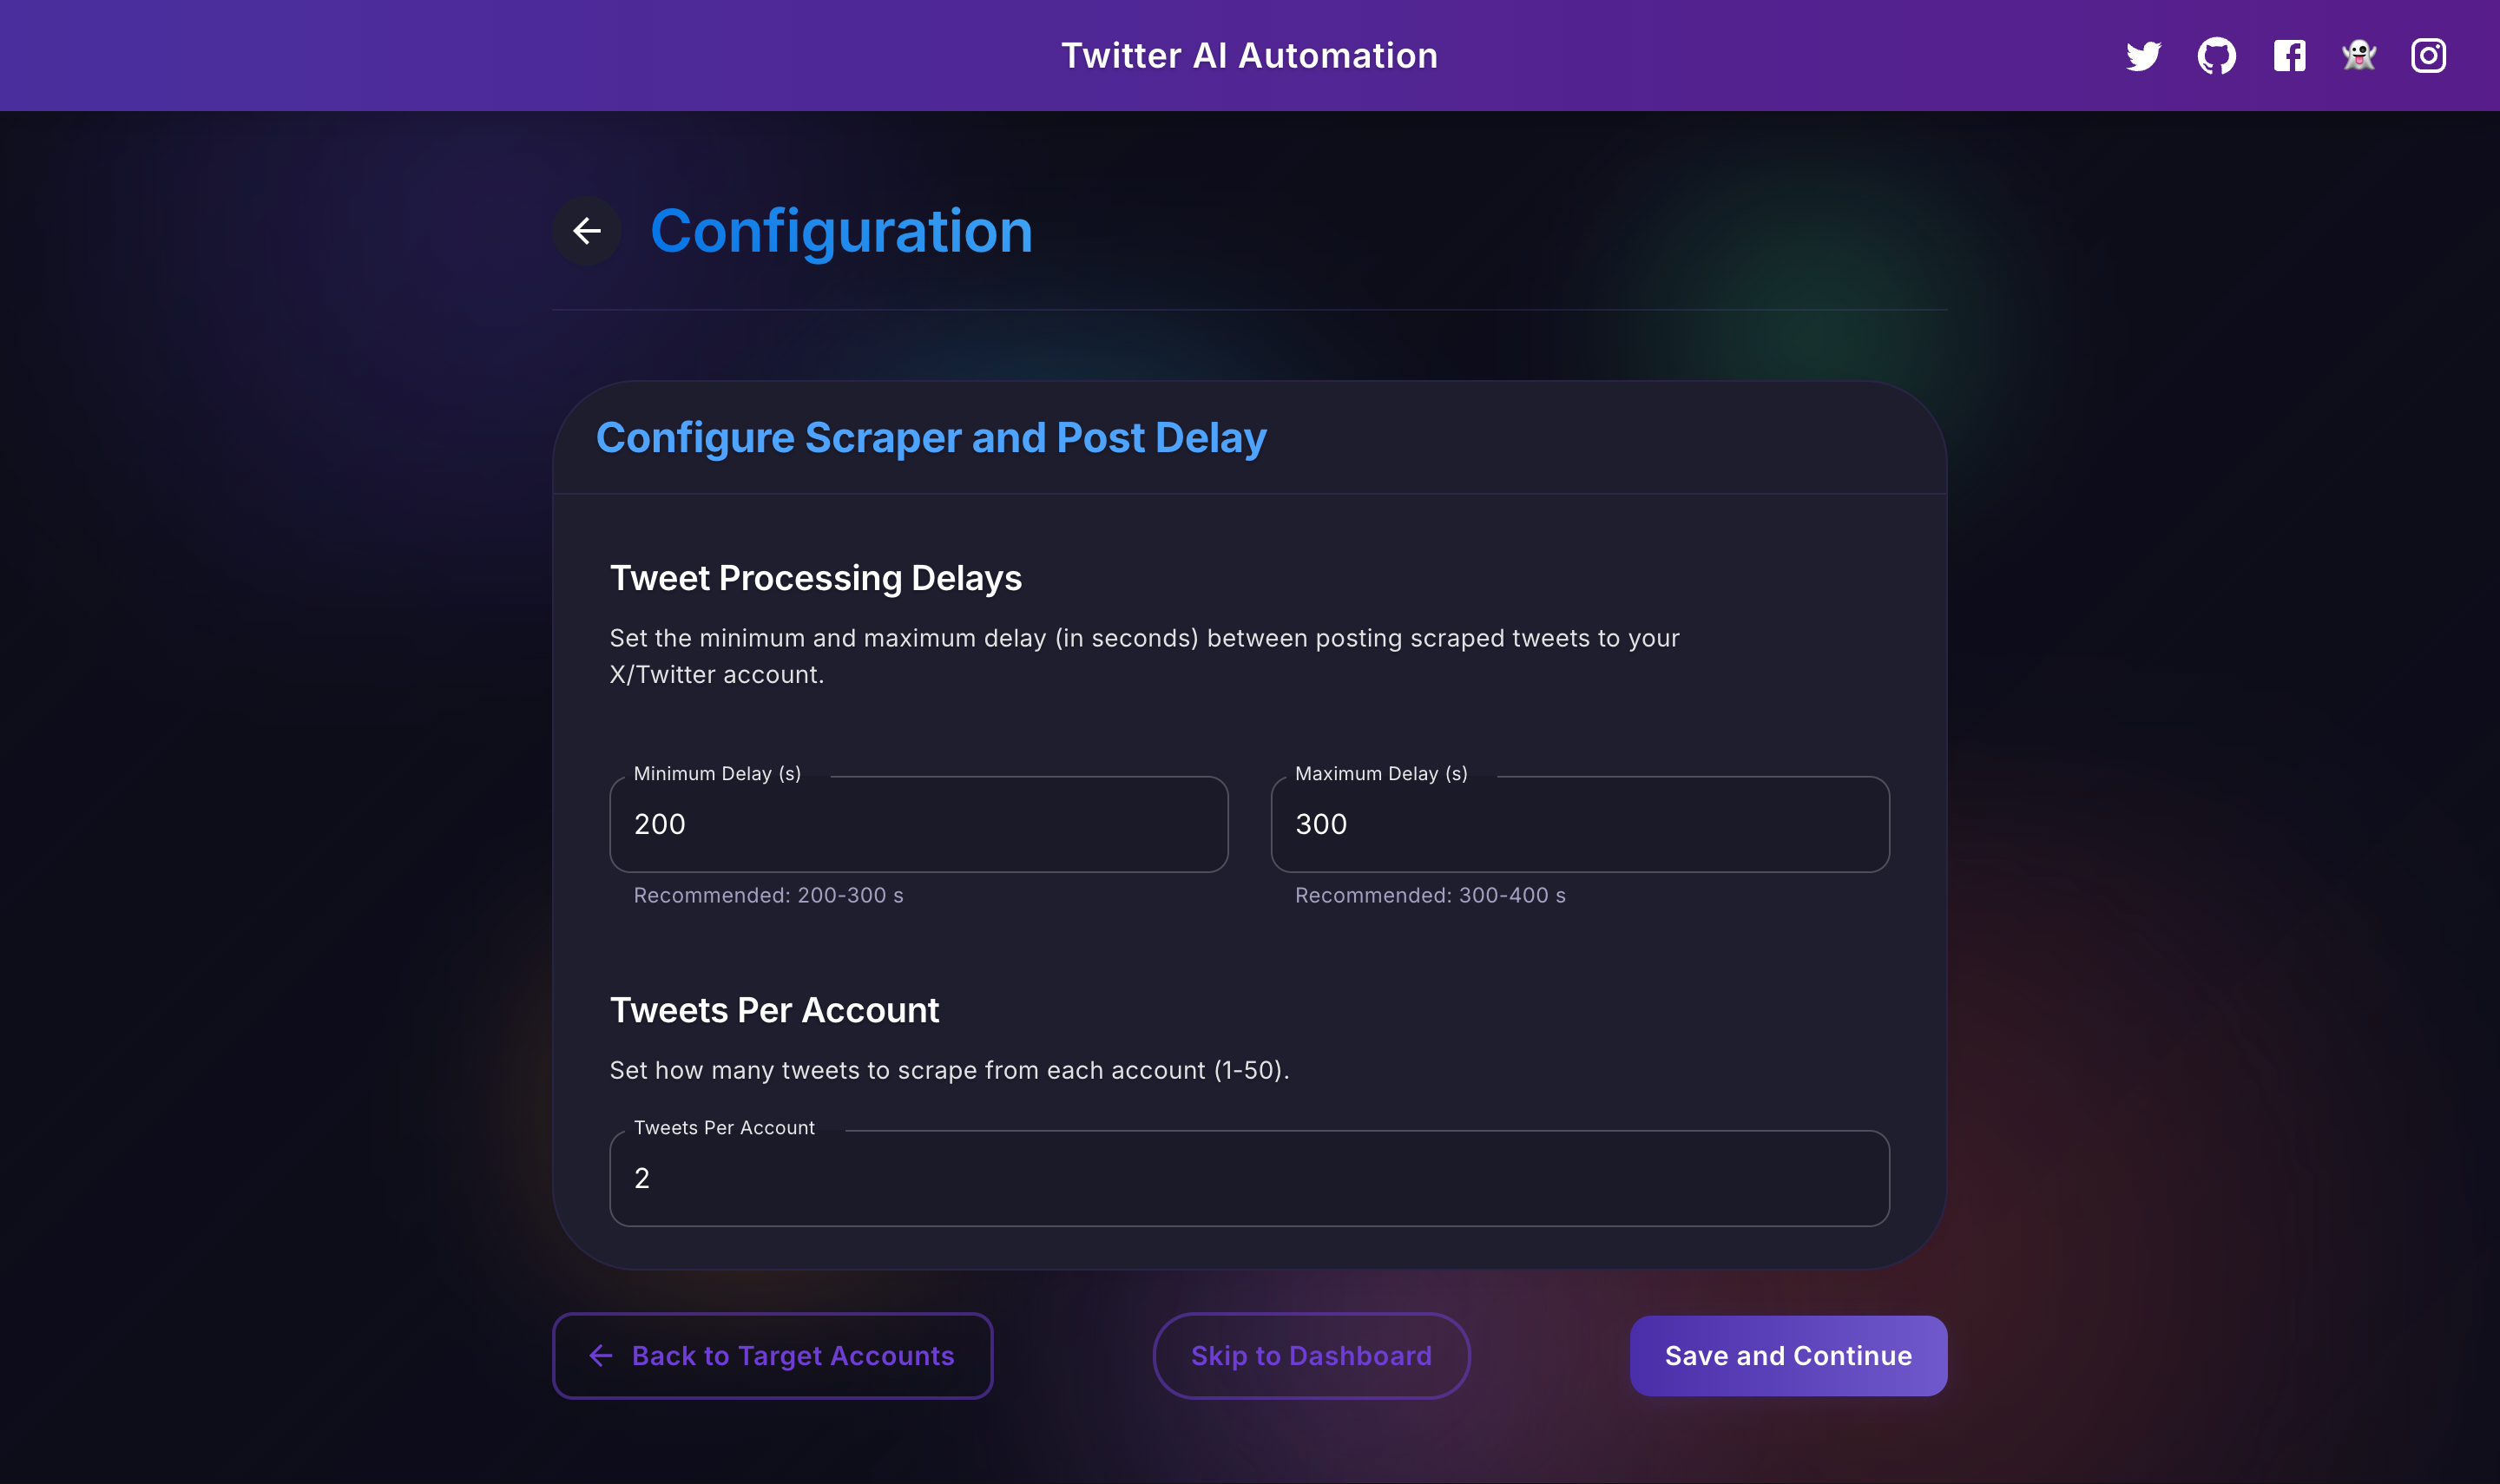 Twitter AI Automation
Configuration
Configure Scraper and Post Delay
Tweet Processing Delays
Set the minimum and maximum delay (in seconds) between posting scraped tweets to your
X/Twitter account.
Minimum Delay (s)
200
Recommended: 200-300 s
Maximum Delay (s)
300
Recommended: 300-400 s
Tweets Per Account
Set how many tweets to scrape from each account (1-50).
Tweets Per Account
2
Back to Target Accounts
Skip to Dashboard
Save and Continue